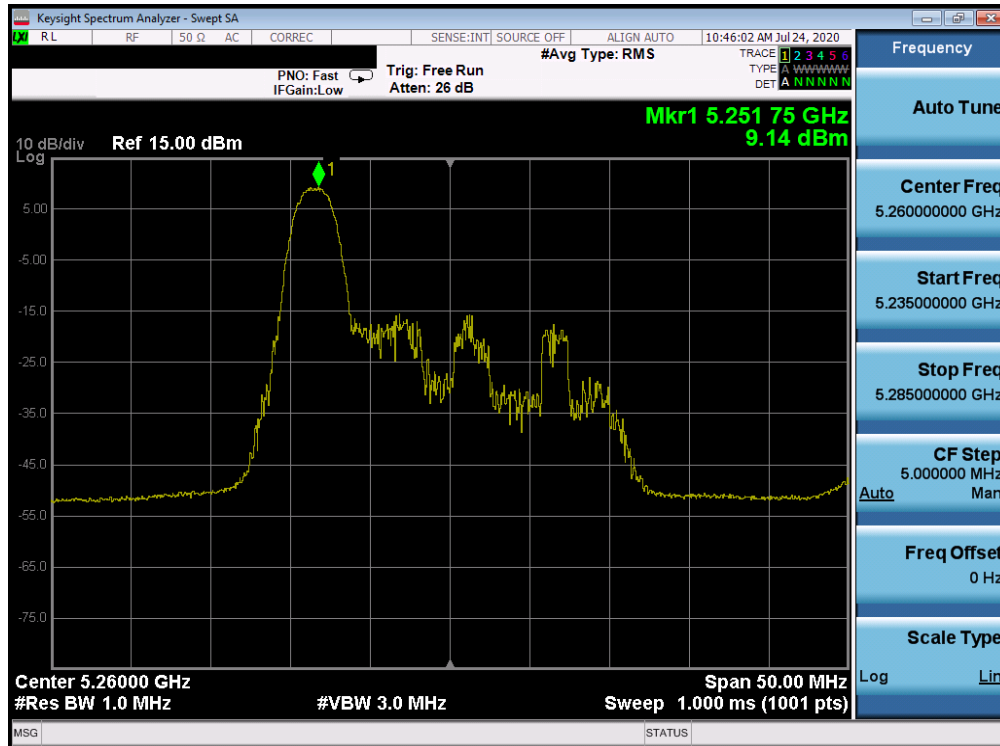 Keysight Spectrum Analyzer - Swept SA
LXI RL RF 50 Ω AC CORREC SENSE:INT SOURCE OFF ALIGN AUTO 10:46:02 AM Jul 24, 2020
PNO: Fast
IFGain:Low
Trig: Free Run
Atten: 26 dB
#Avg Type: RMS
TRACE 1 2 3 4 5 6
TYPE A WWWWW
DET A N N N N N
Mkr1 5.251 75 GHz
9.14 dBm
10 dB/div
Log
Ref 15.00 dBm
1
5.00
-5.00
-15.0
-25.0
-35.0
-45.0
-55.0
-65.0
-75.0
Center 5.26000 GHz
Span 50.00 MHz
#Res BW 1.0 MHz
#VBW 3.0 MHz
Sweep 1.000 ms (1001 pts)
MSG
STATUS
Frequency
Auto Tune
Center Freq
5.260000000 GHz
Start Freq
5.235000000 GHz
Stop Freq
5.285000000 GHz
CF Step
5.000000 MHz
Auto Man
Freq Offset
0 Hz
Scale Type
Log Lin